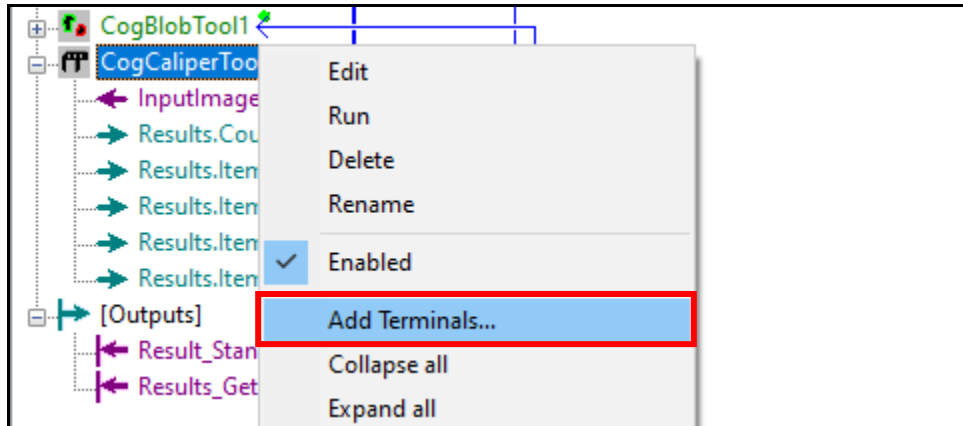 CogBlobTool1
CogCaliperToo
InputImage
Results.Cou
Results.Item
Results.Item
Results.Item
Results.Item
[Outputs]
Result_Stan
Results_Get
Edit
Run
Delete
Rename
Enabled
Add Terminals...
Collapse all
Expand all